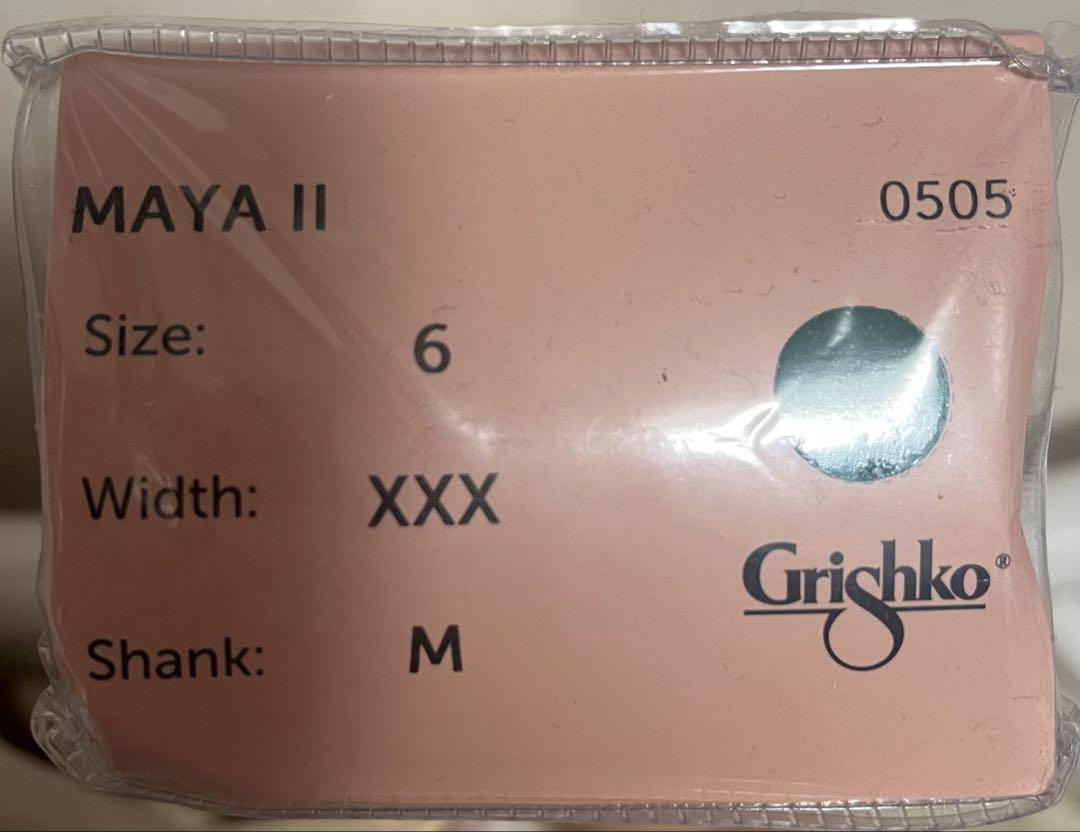 MAYA II 0505
Size: 6
Width: XXX
Shank: M
Grishko®